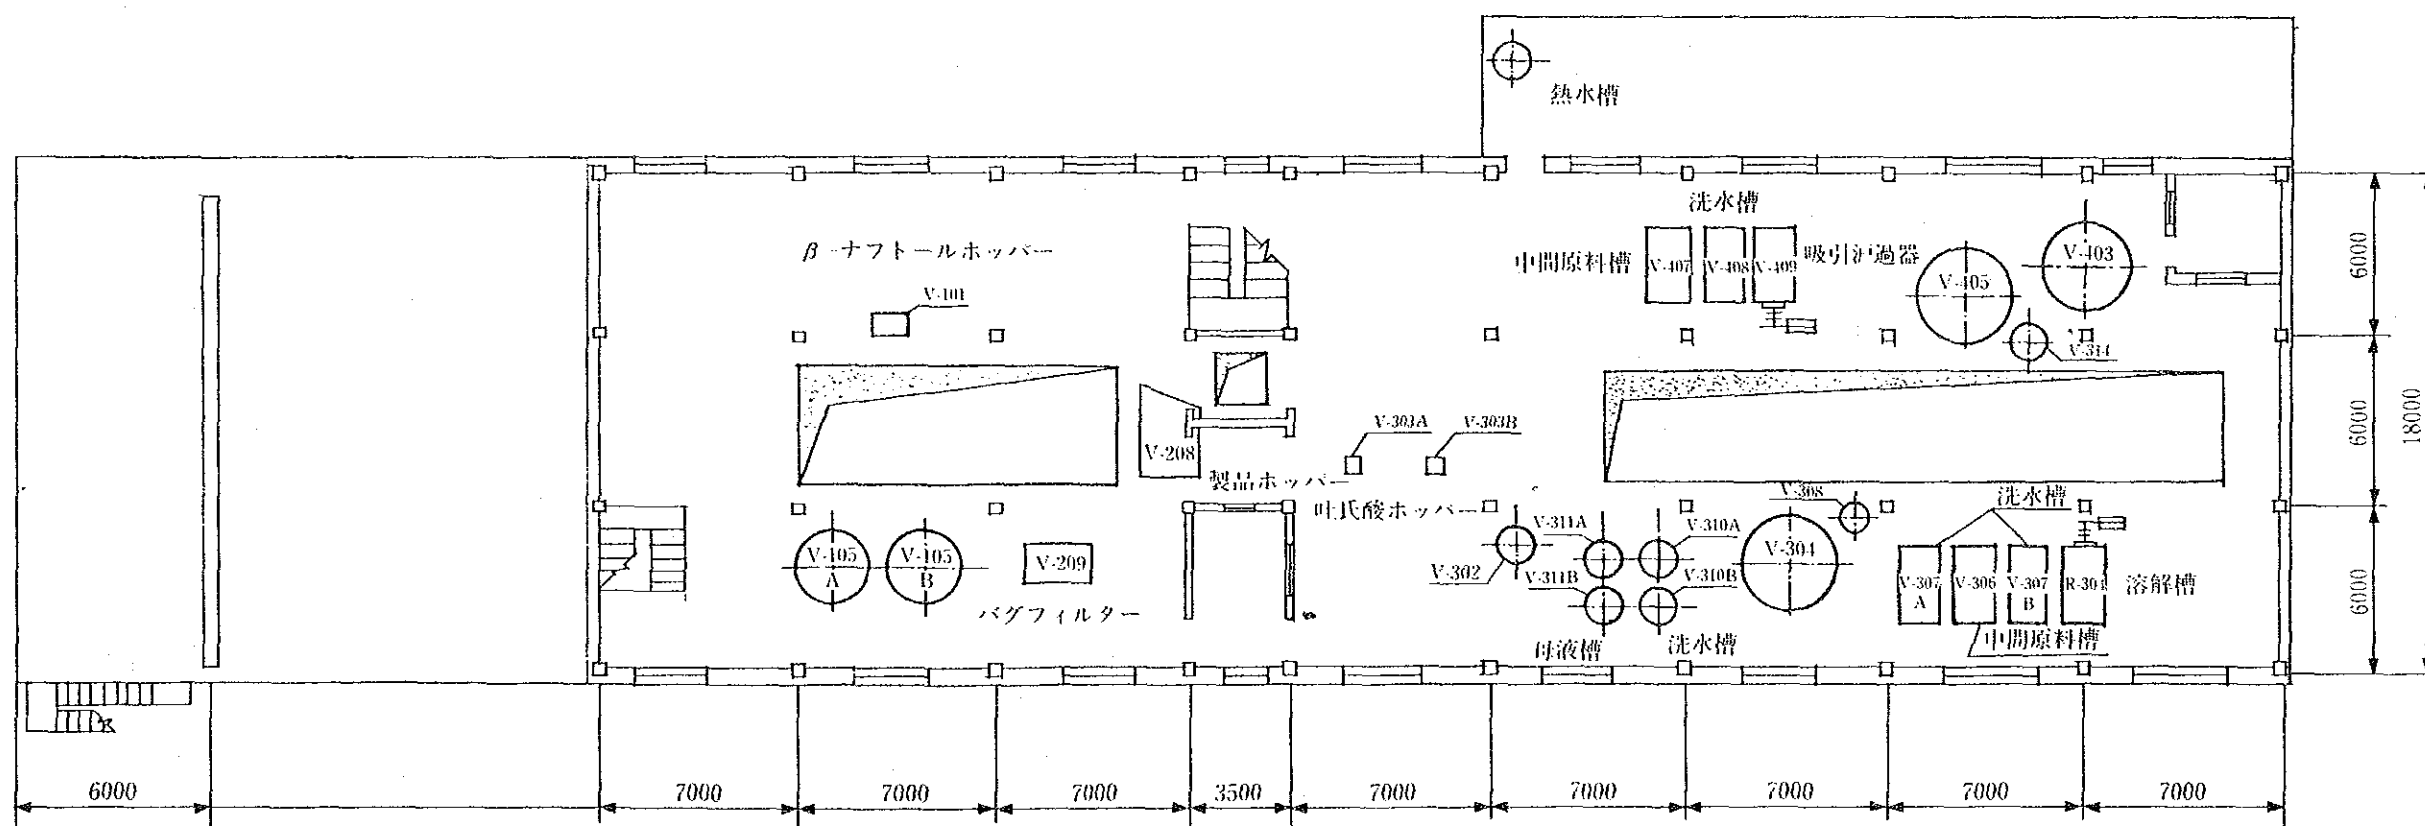 熱水槽
洗水槽
β-ナフトールホッパー
中間原料槽
V-407
V-408
V-409
吸引沪過器
V-405
V-403
V-101
V-314
V-303A
V-303B
V-208
製品ホッパー
吐氏酸ホッパー
V-308
洗水槽
V-311A
V-310A
V-105
A
V-105
B
V-209
V-302
V-311B
V-310B
V-304
V-307
A
V-306
V-307
B
R-301
溶解槽
バグフィルター
母液槽
洗水槽
中間原料槽
6000
6000
6000
18000
6000
7000
7000
7000
3500
7000
7000
7000
7000
7000